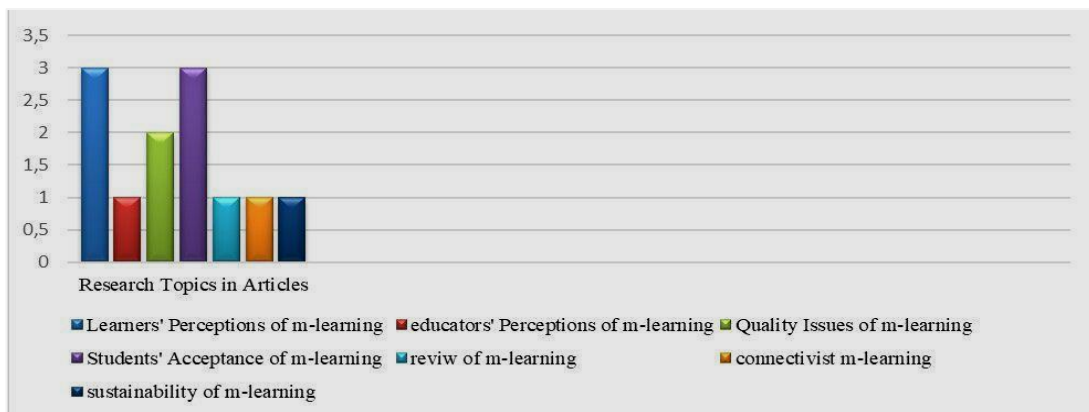 3,5
3
2,5
2
1,5
1
0,5
0
Research Topics in Articles
Learners' Perceptions of m-learning educators' Perceptions of m-learning Quality Issues of m-learning
Students' Acceptance of m-learning reviw of m-learning connectivist m-learning
sustainability of m-learning